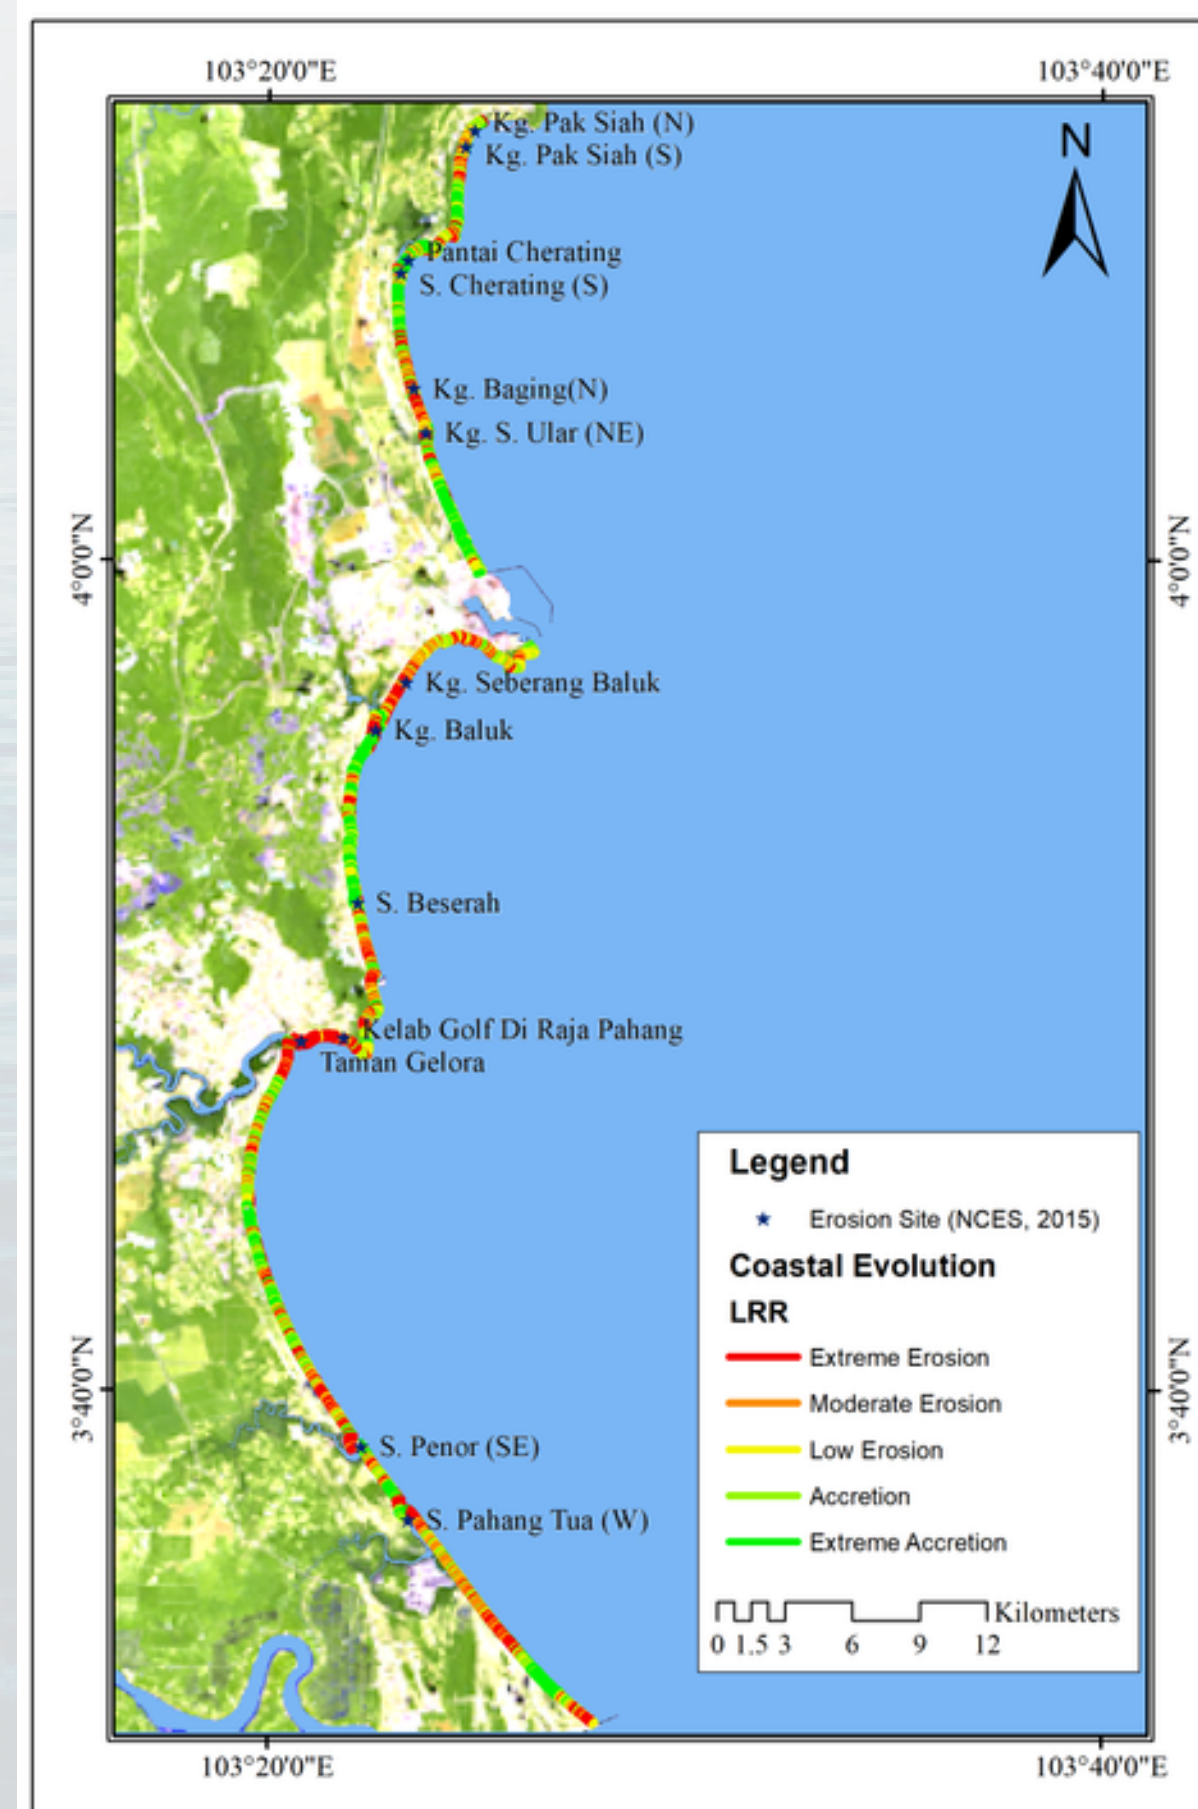 103°20'0"E
103°40'0"E
N
Kg. Pak Siah (N)
Kg. Pak Siah (S)
Pantai Cherating
S. Cherating (S)
Kg. Baging(N)
Kg. S. Ular (NE)
4°0'0"N
4°0'0"N
Kg. Seberang Baluk
Kg. Baluk
S. Beserah
Kelab Golf Di Raja Pahang
Taman Gelora
3°40'0"N
3°40'0"N
S. Penor (SE)
S. Pahang Tua (W)
Legend
Erosion Site (NCES, 2015)
Coastal Evolution
LRR
Extreme Erosion
Moderate Erosion
Low Erosion
Accretion
Extreme Accretion
Kilometers
0 1.5 3 6 9 12
103°20'0"E
103°40'0"E